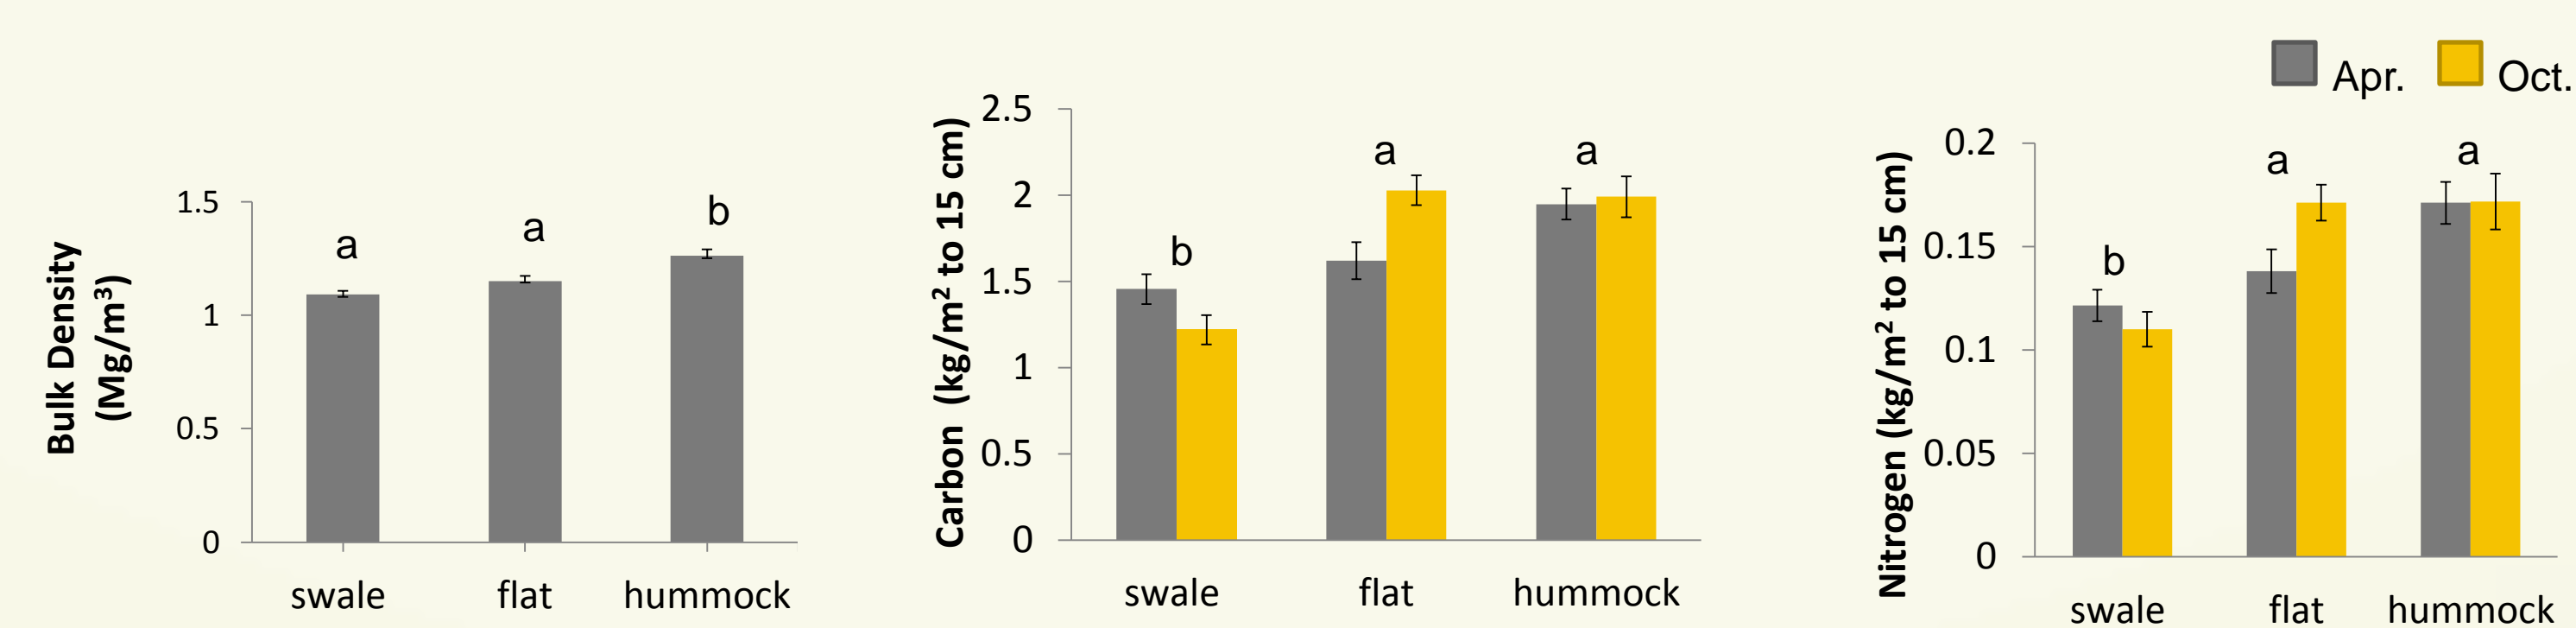 Apr. Oct.
Bulk Density
(Mg/m³)
1.5
1
0.5
0
a a b
swale flat hummock
Carbon (kg/m² to 15 cm)
2.5
2
1.5
1
0.5
0
b a a
swale flat hummock
Nitrogen (kg/m² to 15 cm)
0.2
0.15
0.1
0.05
0
b a a
swale flat hummock